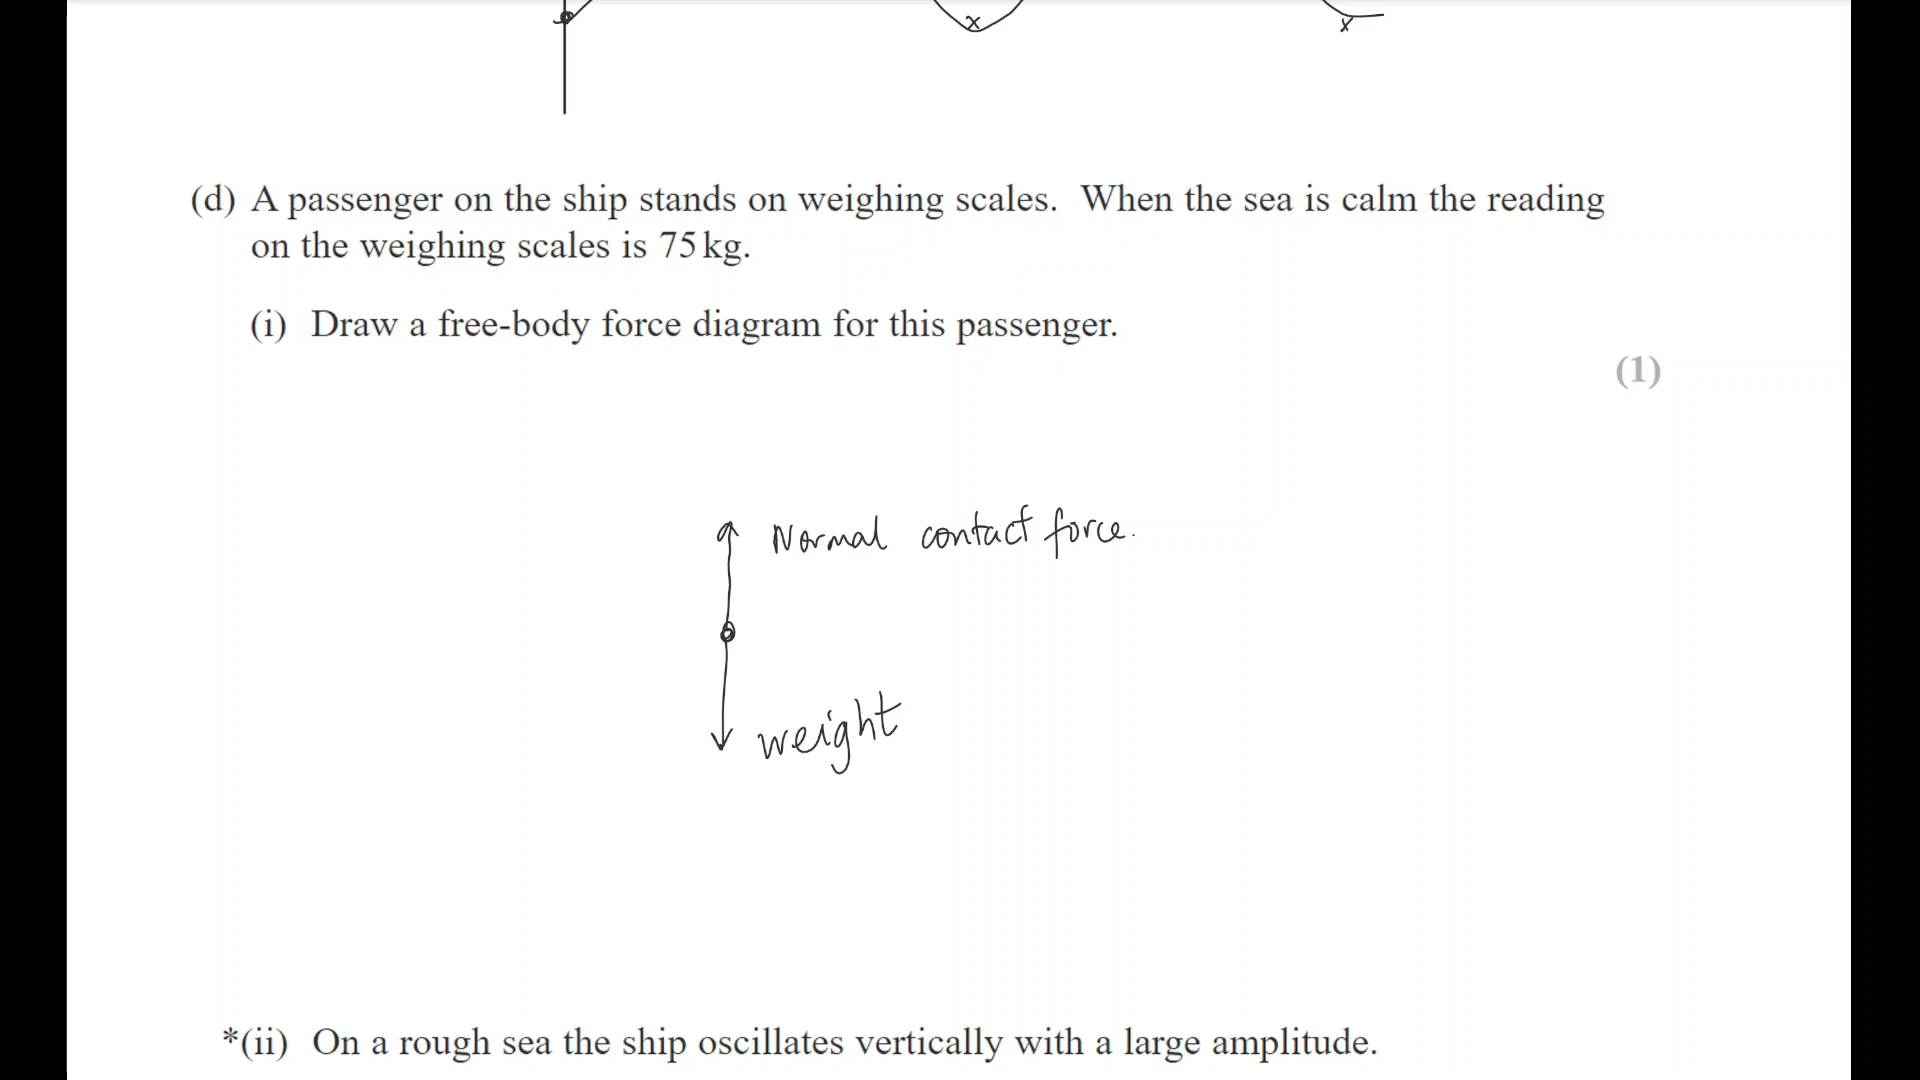 x
x
(d) A passenger on the ship stands on weighing scales. When the sea is calm the reading
on the weighing scales is 75 kg.
(i) Draw a free-body force diagram for this passenger.
(1)
Normal contact force.
weight
*(ii) On a rough sea the ship oscillates vertically with a large amplitude.